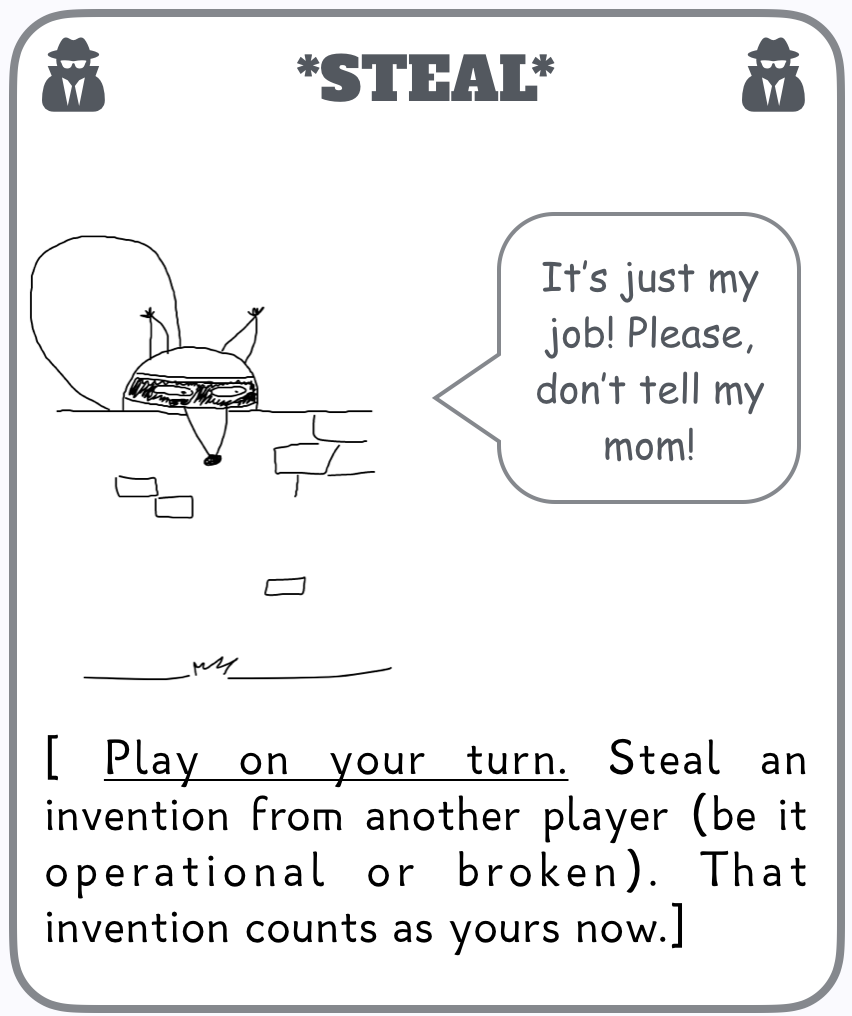 *STEAL*
It's just my
job! Please,
don't tell my
mom!
[ Play on your turn. Steal an
invention from another player (be it
operational or broken). That
invention counts as yours now.]